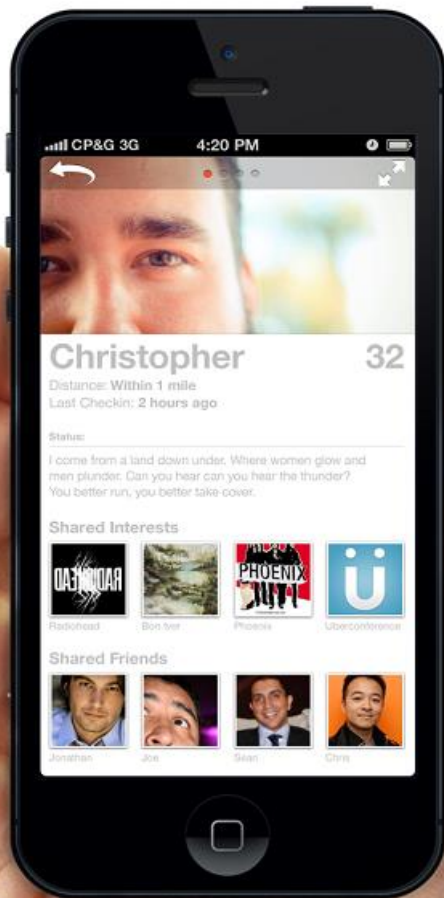 CP&G 3G 4:20 PM
Christopher 32
Distance: Within 1 mile
Last Checkin: 2 hours ago
Status:
I come from a land down under. Where women glow and
men plunder. Can you hear can you hear the thunder?
You better run, you better take cover.
Shared Interests
RADIOHEAD PHOENIX ü
Radiohead Bon Iver Phoenix Uberconference
Shared Friends
Jonathan Joe Sean Chris